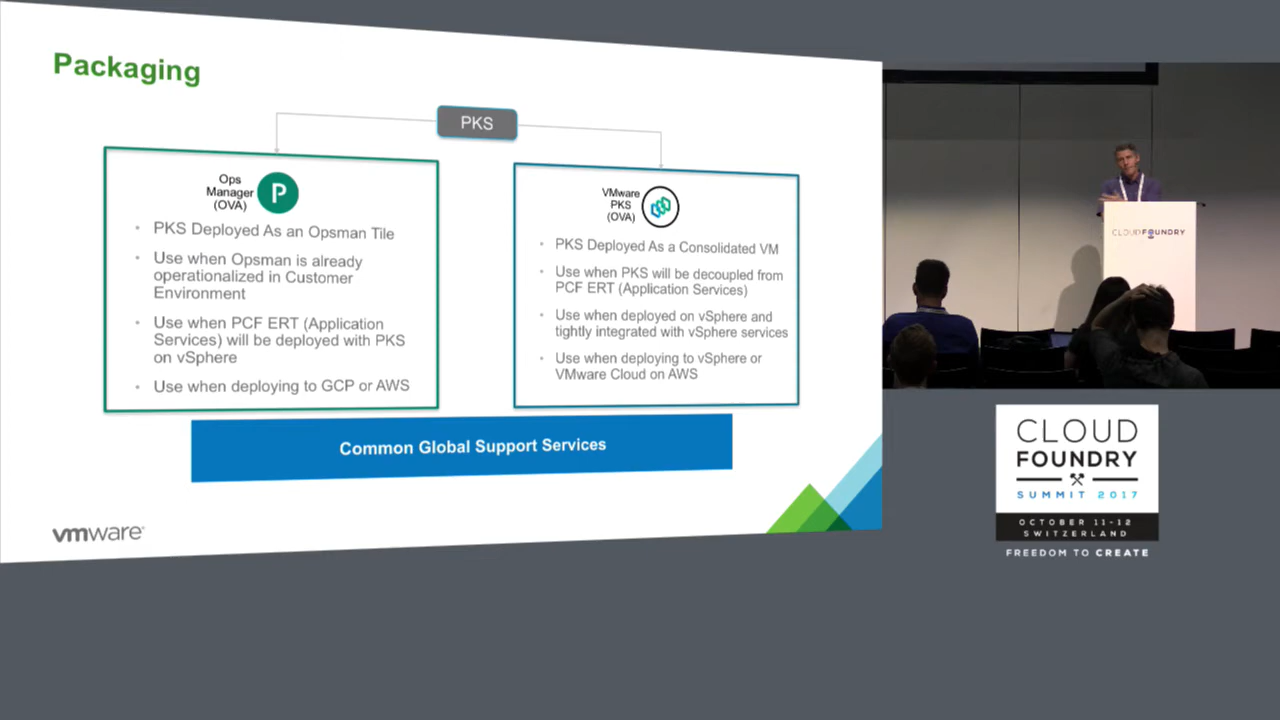 Packaging
PKS
Ops
Manager
(OVA)
P
• PKS Deployed As an Opsman Tile
• Use when Opsman is already
operationalized in Customer
Environment
• Use when PCF ERT (Application
Services) will be deployed with PKS
on vSphere
• Use when deploying to GCP or AWS
VMware
PKS
(OVA)
• PKS Deployed As a Consolidated VM
• Use when PKS will be decoupled from
PCF ERT (Application Services)
• Use when deployed on vSphere and
tightly integrated with vSphere services
• Use when deploying to vSphere or
VMware Cloud on AWS
Common Global Support Services
vmware®
CLOUDFOUNDRY
CLOUD
FOUNDRY
SUMMIT 2017
OCTOBER 11-12
SWITZERLAND
FREEDOM TO CREATE